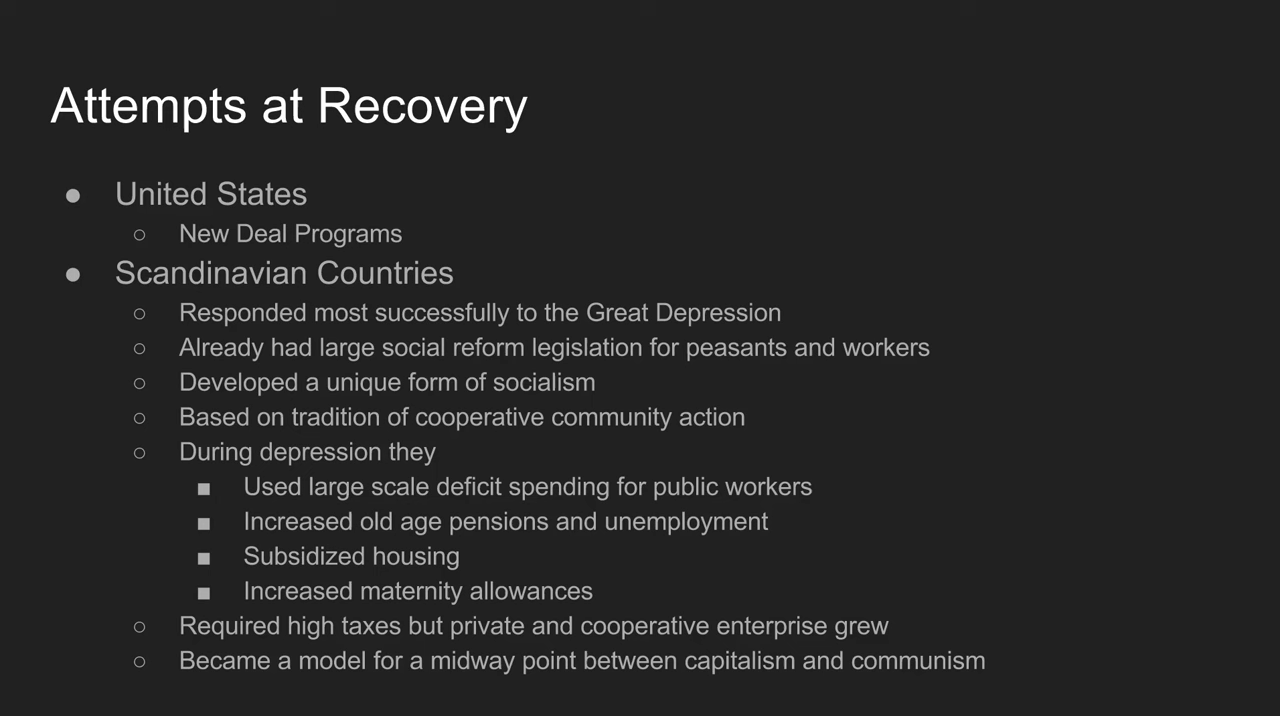 Attempts at Recovery
● United States
○ New Deal Programs
● Scandinavian Countries
○ Responded most successfully to the Great Depression
○ Already had large social reform legislation for peasants and workers
○ Developed a unique form of socialism
○ Based on tradition of cooperative community action
○ During depression they
■ Used large scale deficit spending for public workers
■ Increased old age pensions and unemployment
■ Subsidized housing
■ Increased maternity allowances
○ Required high taxes but private and cooperative enterprise grew
○ Became a model for a midway point between capitalism and communism